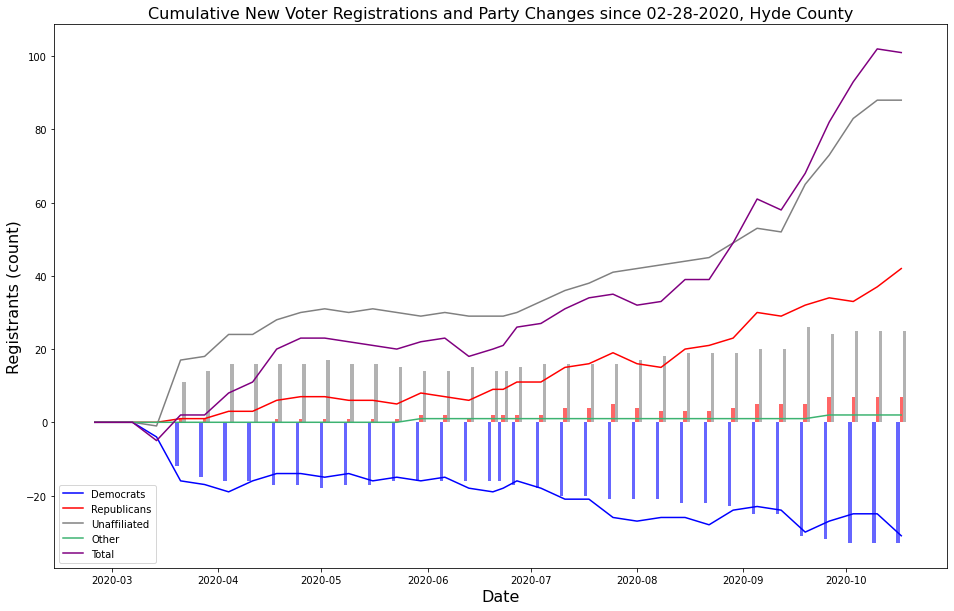 Cumulative New Voter Registrations and Party Changes since 02-28-2020, Hyde County
Registrants (count)
100
80
60
40
20
0
−20
Democrats
Republicans
Unaffiliated
Other
Total
2020-03
2020-04
2020-05
2020-06
2020-07
2020-08
2020-09
2020-10
Date